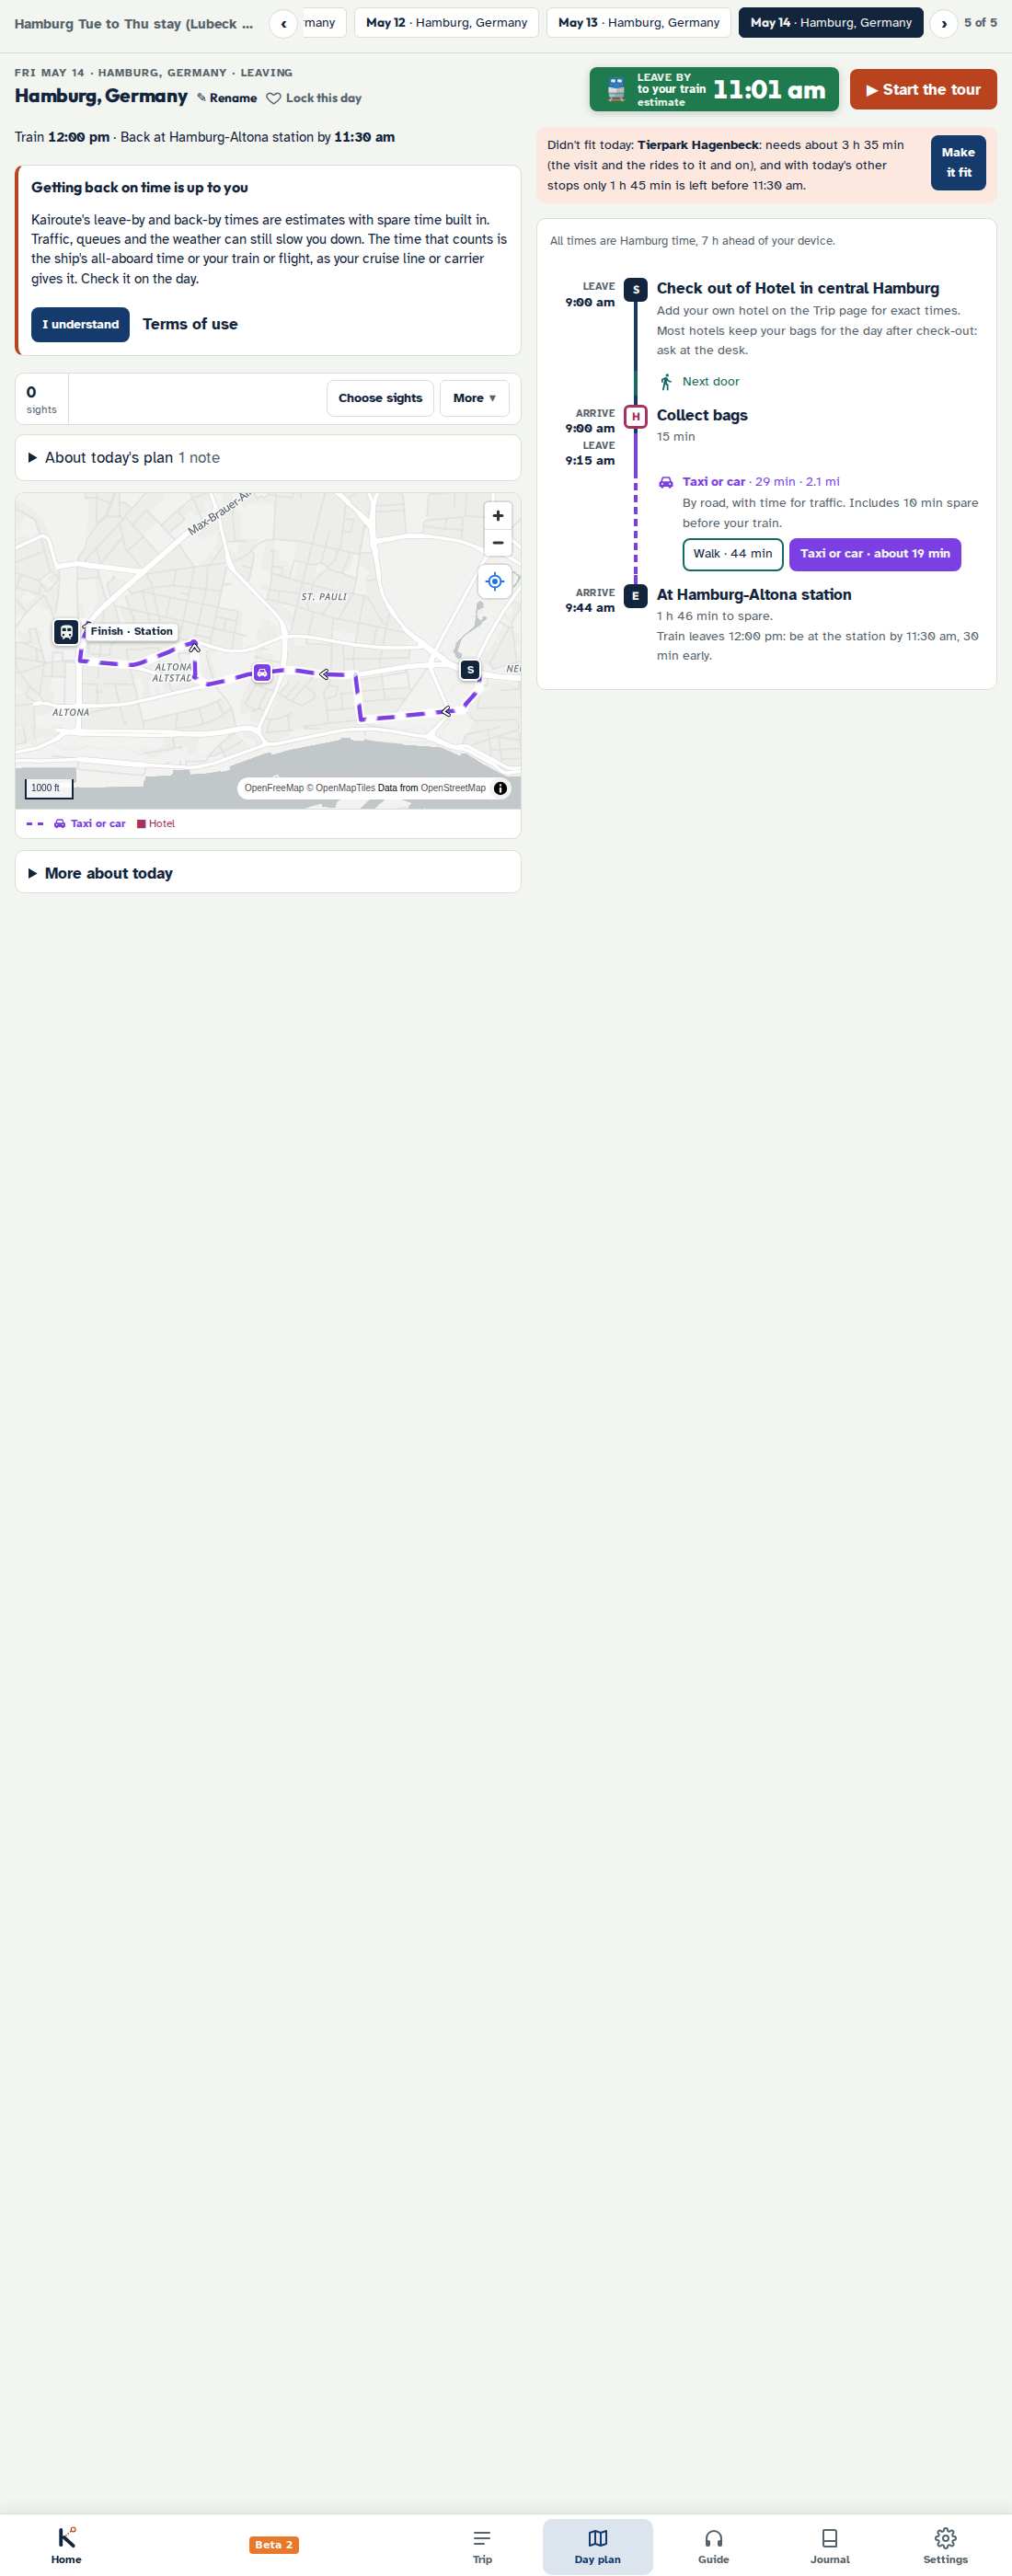 Hamburg Tue to Thu stay (Lubeck ...
‹
rmany
May 12 · Hamburg, Germany
May 13 · Hamburg, Germany
May 14 · Hamburg, Germany
›
5 of 5
FRI MAY 14 · HAMBURG, GERMANY · LEAVING
Hamburg, Germany
✎ Rename
Lock this day
LEAVE BY
to your train
estimate
11:01 am
▶ Start the tour
Train 12:00 pm · Back at Hamburg-Altona station by 11:30 am
Getting back on time is up to you
Kairoute's leave-by and back-by times are estimates with spare time built in.
Traffic, queues and the weather can still slow you down. The time that counts is
the ship's all-aboard time or your train or flight, as your cruise line or carrier
gives it. Check it on the day.
I understand
Terms of use
0
sights
Choose sights
More ▼
▶ About today's plan 1 note
Max-Brauer-Al
ST. PAULI
Finish · Station
ALTONA
ALTSTAD
S
NEU
ALTONA
+
−
1000 ft
OpenFreeMap © OpenMapTiles Data from OpenStreetMap
Taxi or car
Hotel
▶ More about today
Didn't fit today: Tierpark Hagenbeck: needs about 3 h 35 min
(the visit and the rides to it and on), and with today's other
stops only 1 h 45 min is left before 11:30 am.
Make
it fit
All times are Hamburg time, 7 h ahead of your device.
LEAVE
9:00 am
S
Check out of Hotel in central Hamburg
Add your own hotel on the Trip page for exact times.
Most hotels keep your bags for the day after check-out:
ask at the desk.
Next door
ARRIVE
9:00 am
LEAVE
9:15 am
H
Collect bags
15 min
Taxi or car · 29 min · 2.1 mi
By road, with time for traffic. Includes 10 min spare
before your train.
Walk · 44 min
Taxi or car · about 19 min
ARRIVE
9:44 am
E
At Hamburg-Altona station
1 h 46 min to spare.
Train leaves 12:00 pm: be at the station by 11:30 am, 30
min early.
Home
Beta 2
Trip
Day plan
Guide
Journal
Settings